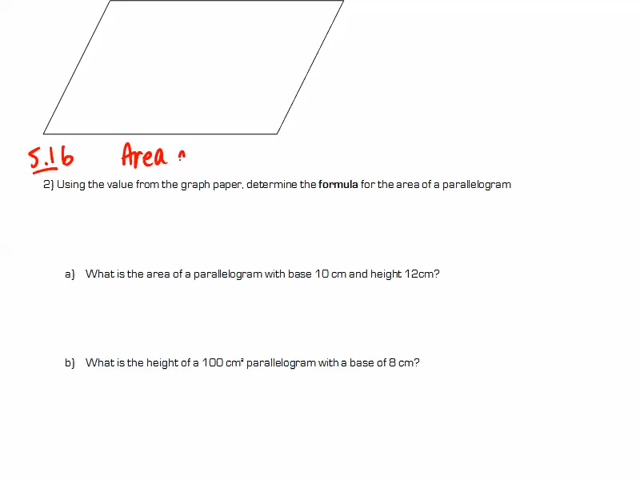 5.16 Area
2) Using the value from the graph paper, determine the formula for the area of a parallelogram
a) What is the area of a parallelogram with base 10 cm and height 12cm?
b) What is the height of a 100 cm² parallelogram with a base of 8 cm?